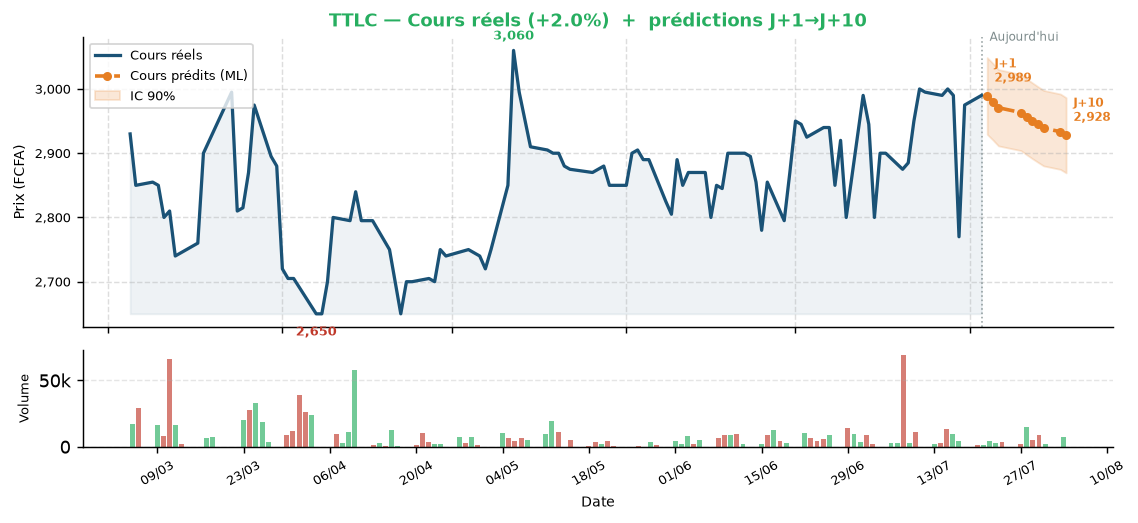 TTLC — Cours réels (+2.0%)  +  prédictions J+1→J+10
3,060
Aujourd'hui
Cours réels
Cours prédits (ML)
IC 90%
J+1
2,989
J+10
2,928
3,000
2,900
2,800
2,700
Prix (FCFA)
2,650
50k
0
Volume
09/03
23/03
06/04
20/04
04/05
18/05
01/06
15/06
29/06
13/07
27/07
10/08
Date